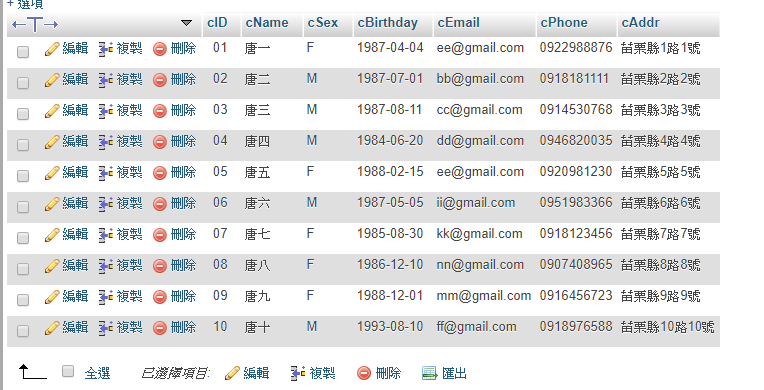 + 選項
←T→ cID cName cSex cBirthday cEmail cPhone cAddr
編輯 複製 刪除 01 唐一 F 1987-04-04 ee@gmail.com 0922988876 苗栗縣1路1號
編輯 複製 刪除 02 唐二 M 1987-07-01 bb@gmail.com 0918181111 苗栗縣2路2號
編輯 複製 刪除 03 唐三 M 1987-08-11 cc@gmail.com 0914530768 苗栗縣3路3號
編輯 複製 刪除 04 唐四 M 1984-06-20 dd@gmail.com 0946820035 苗栗縣4路4號
編輯 複製 刪除 05 唐五 F 1988-02-15 ee@gmail.com 0920981230 苗栗縣5路5號
編輯 複製 刪除 06 唐六 M 1987-05-05 ii@gmail.com 0951983366 苗栗縣6路6號
編輯 複製 刪除 07 唐七 F 1985-08-30 kk@gmail.com 0918123456 苗栗縣7路7號
編輯 複製 刪除 08 唐八 F 1986-12-10 nn@gmail.com 0907408965 苗栗縣8路8號
編輯 複製 刪除 09 唐九 F 1988-12-01 mm@gmail.com 0916456723 苗栗縣9路9號
編輯 複製 刪除 10 唐十 M 1993-08-10 ff@gmail.com 0918976588 苗栗縣10路10號
全選 已選擇項目: 編輯 複製 刪除 匯出